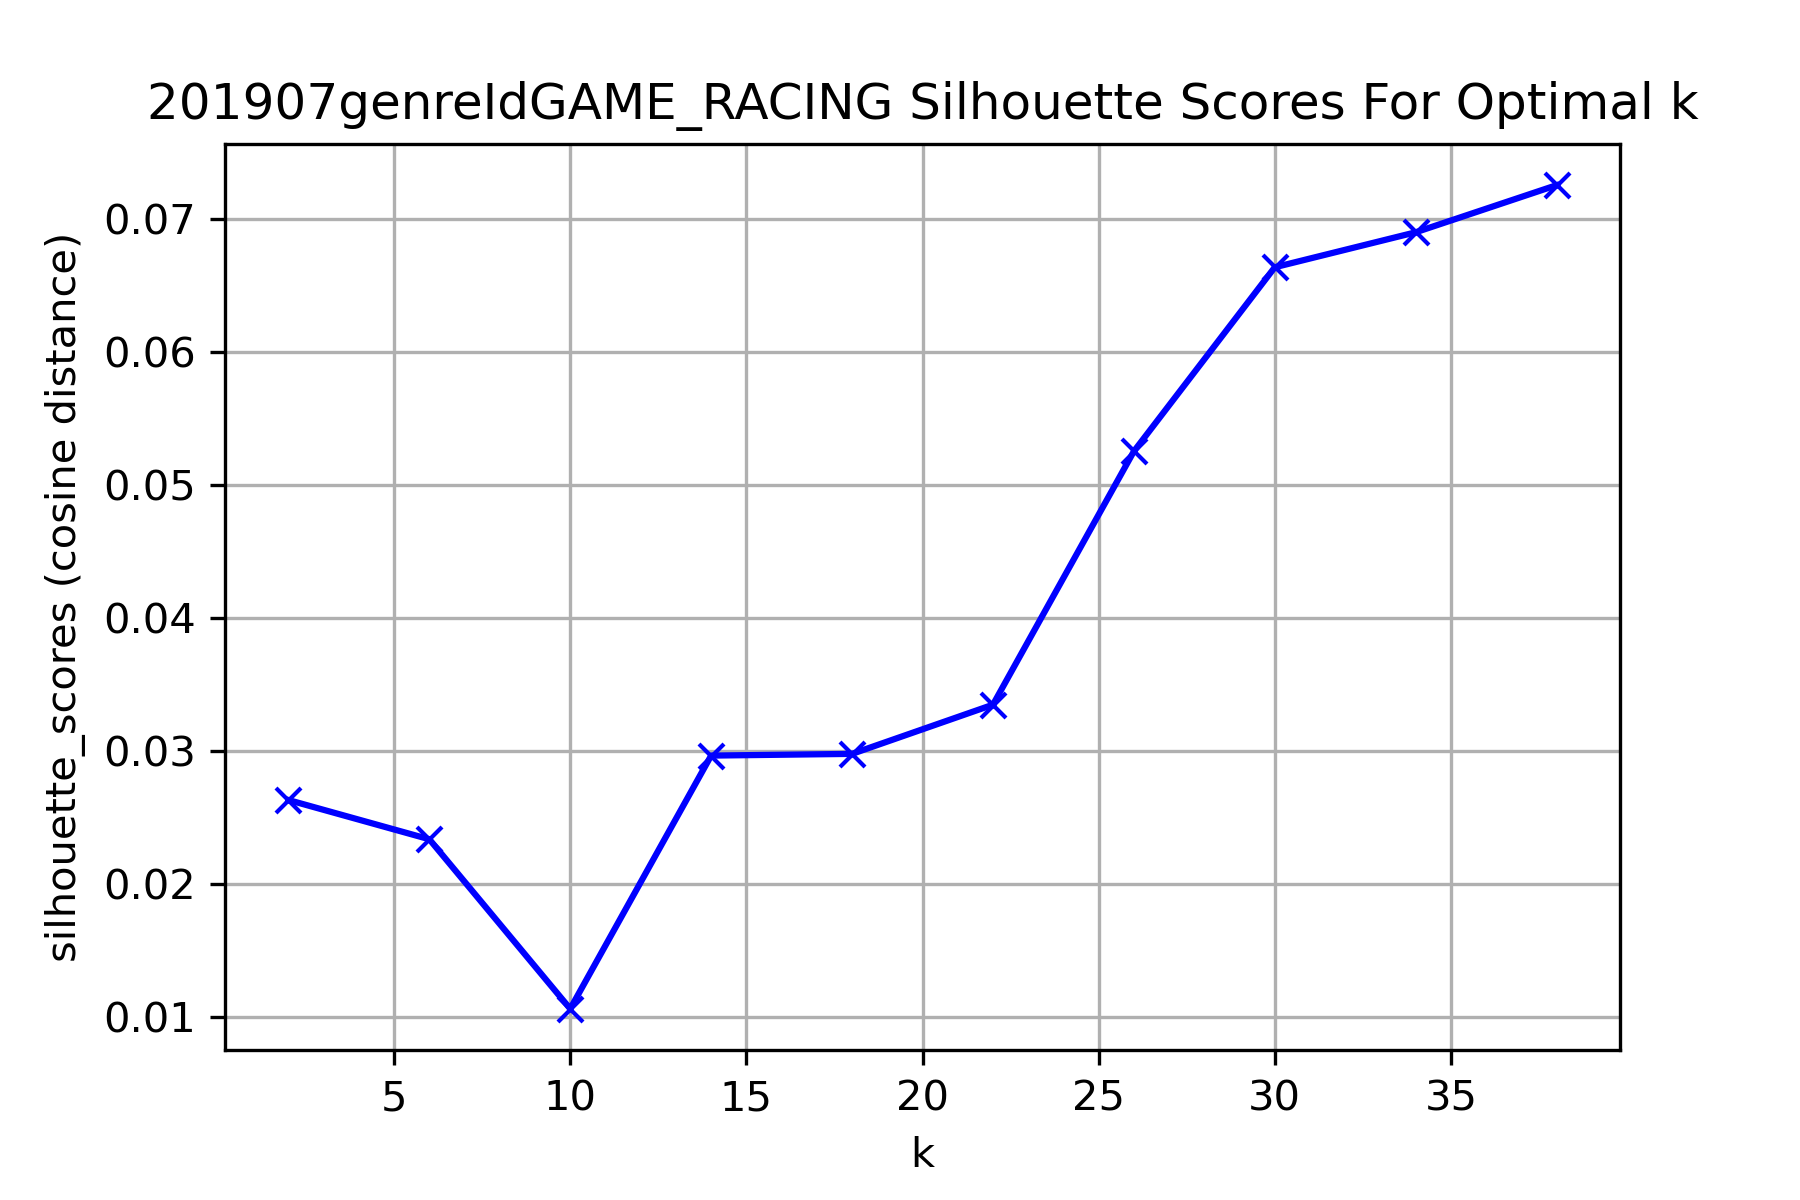 201907genreIdGAME_RACING Silhouette Scores For Optimal k
silhouette_scores (cosine distance)
0.07
0.06
0.05
0.04
0.03
0.02
0.01
5 10 15 20 25 30 35
k